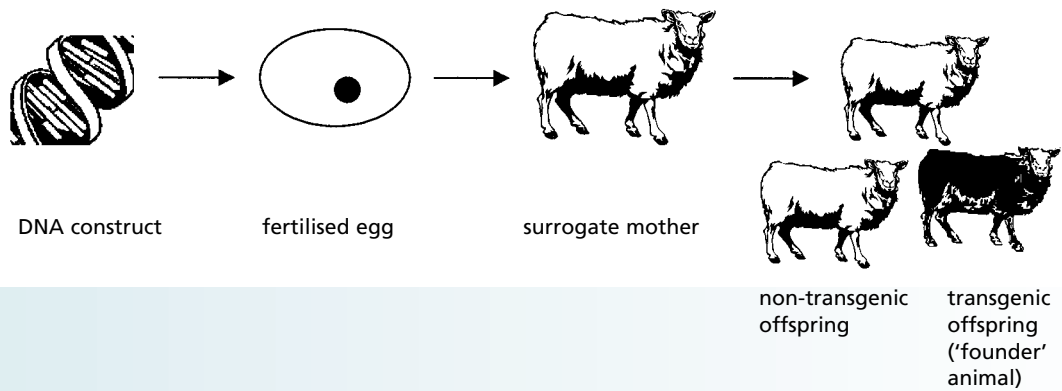 DNA construct
fertilised egg
surrogate mother
non-transgenic
offspring
transgenic
offspring
(‘founder’
animal)